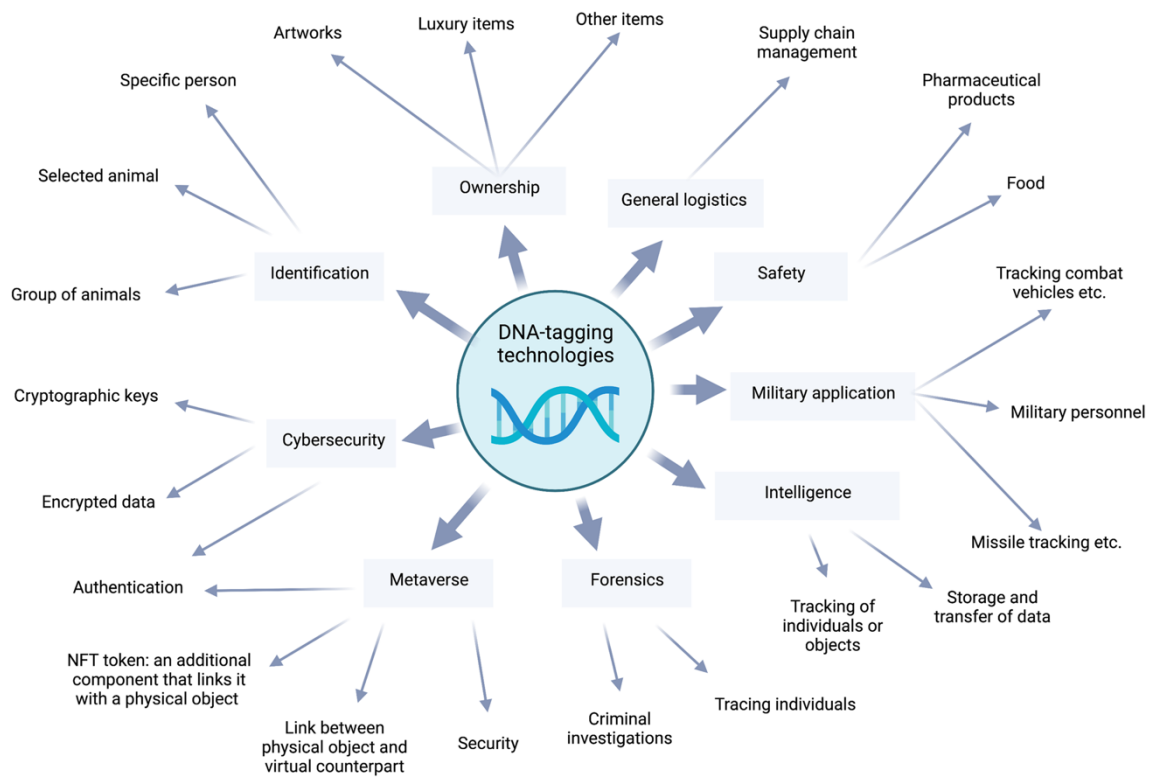 Artworks
Luxury items
Other items
Supply chain
management
Specific person
Pharmaceutical
products
Selected animal
Ownership
General logistics
Food
Group of animals
Identification
Safety
Tracking combat
vehicles etc.
DNA-tagging
technologies
Cryptographic keys
Cybersecurity
Military application
Military personnel
Encrypted data
Intelligence
Missile tracking etc.
Authentication
Metaverse
Forensics
Tracking of
individuals or
objects
Storage and
transfer of data
NFT token: an additional
component that links it
with a physical object
Link between
physical object and
virtual counterpart
Security
Criminal
investigations
Tracing individuals